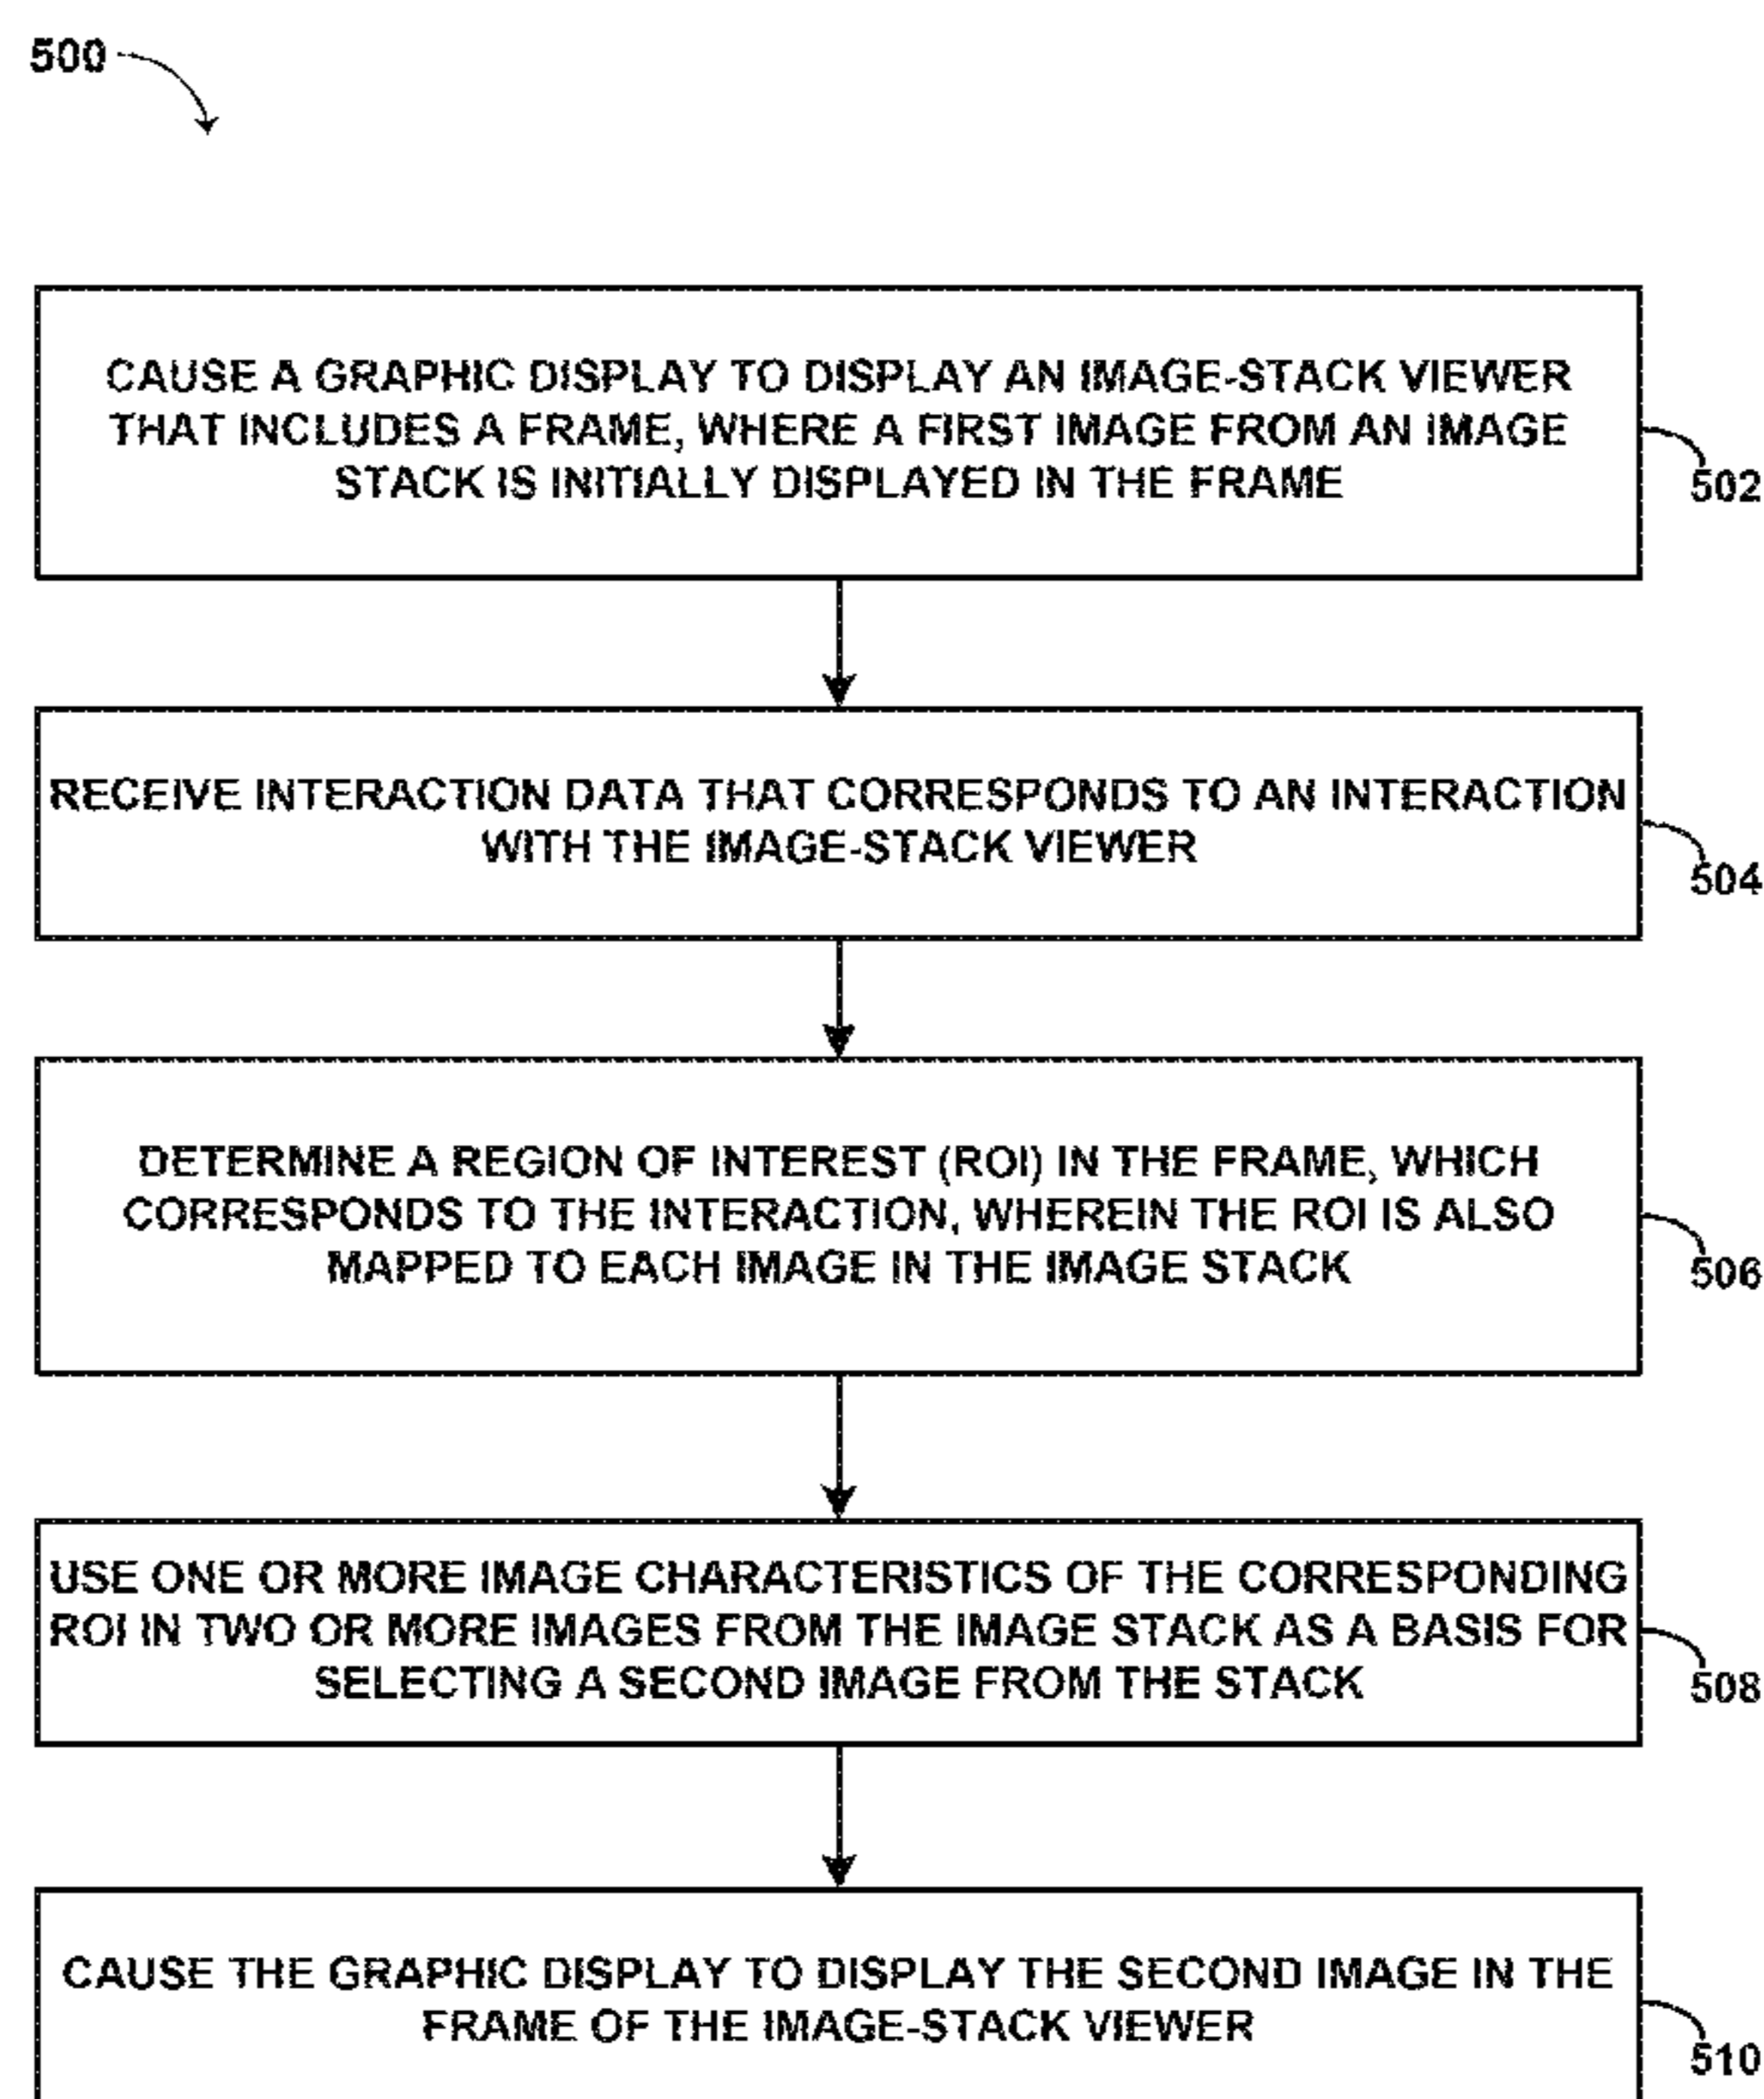 500
CAUSE A GRAPHIC DISPLAY TO DISPLAY AN IMAGE-STACK VIEWER
THAT INCLUDES A FRAME, WHERE A FIRST IMAGE FROM AN IMAGE
STACK IS INITIALLY DISPLAYED IN THE FRAME
502
RECEIVE INTERACTION DATA THAT CORRESPONDS TO AN INTERACTION
WITH THE IMAGE-STACK VIEWER
504
DETERMINE A REGION OF INTEREST (ROI) IN THE FRAME, WHICH
CORRESPONDS TO THE INTERACTION, WHEREIN THE ROI IS ALSO
MAPPED TO EACH IMAGE IN THE IMAGE STACK
506
USE ONE OR MORE IMAGE CHARACTERISTICS OF THE CORRESPONDING
ROI IN TWO OR MORE IMAGES FROM THE IMAGE STACK AS A BASIS FOR
SELECTING A SECOND IMAGE FROM THE STACK
508
CAUSE THE GRAPHIC DISPLAY TO DISPLAY THE SECOND IMAGE IN THE
FRAME OF THE IMAGE-STACK VIEWER
510